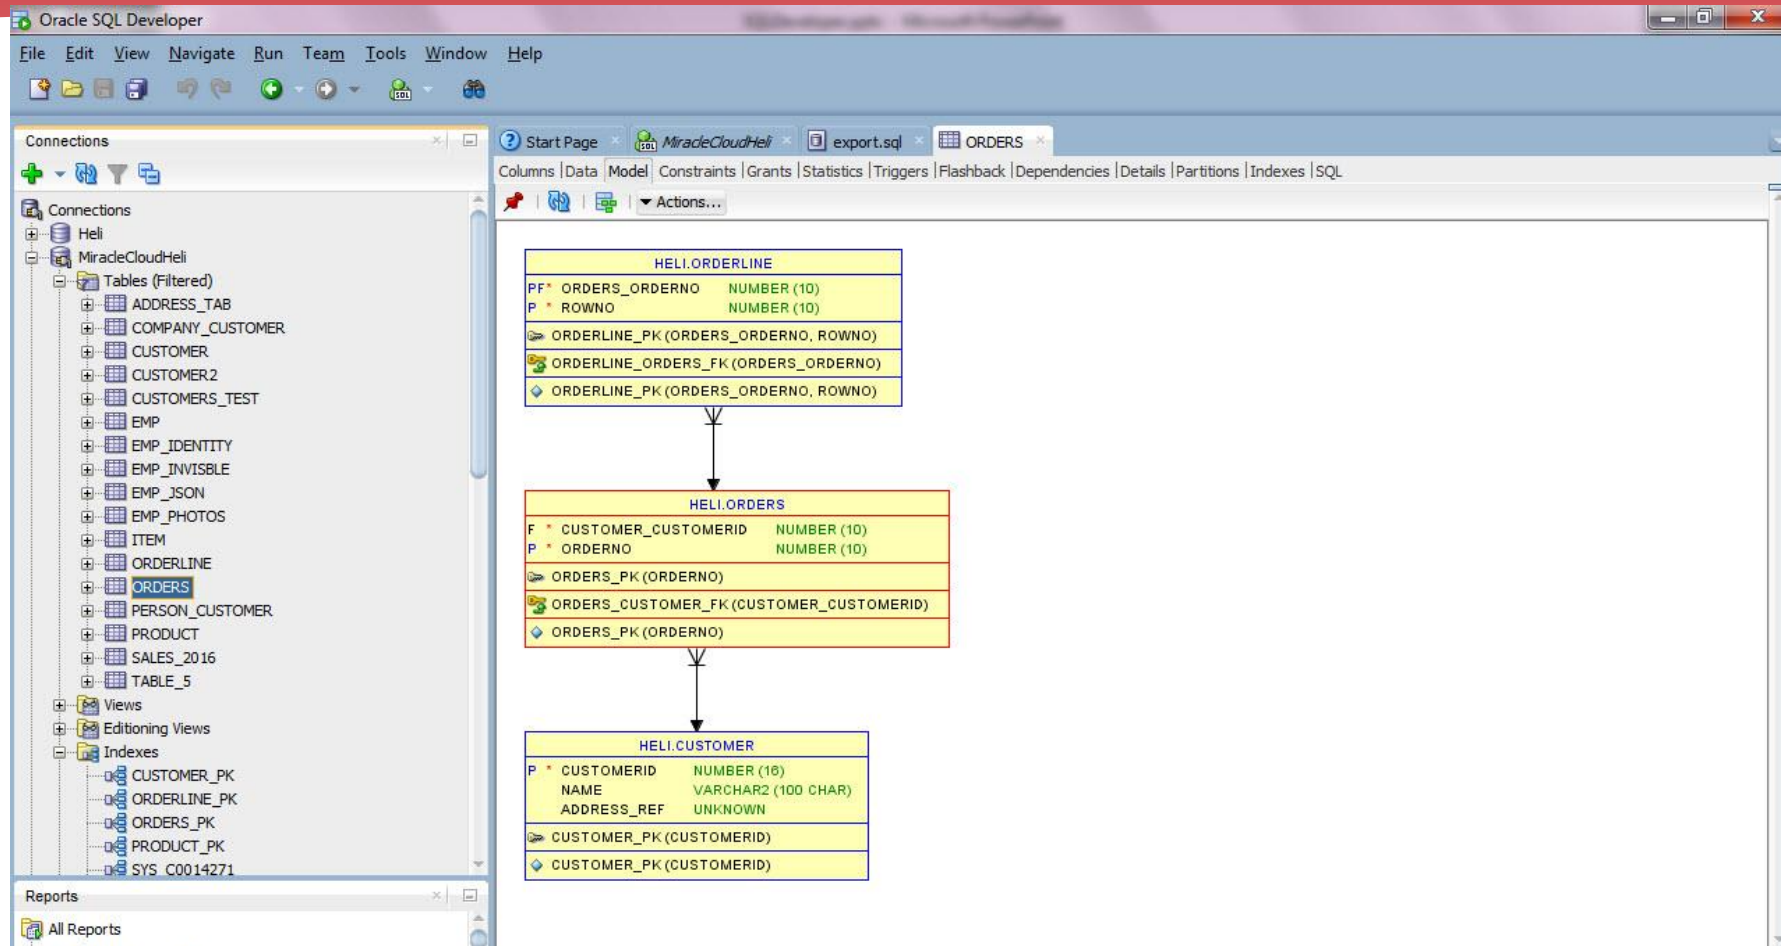 Oracle SQL Developer
File Edit View Navigate Run Team Tools Window Help
Connections
Connections
Heli
MiracleCloudHeli
Tables (Filtered)
ADDRESS_TAB
COMPANY_CUSTOMER
CUSTOMER
CUSTOMER2
CUSTOMERS_TEST
EMP
EMP_IDENTITY
EMP_INVISBLE
EMP_JSON
EMP_PHOTOS
ITEM
ORDERLINE
ORDERS
PERSON_CUSTOMER
PRODUCT
SALES_2016
TABLE_5
Views
Editioning Views
Indexes
CUSTOMER_PK
ORDERLINE_PK
ORDERS_PK
PRODUCT_PK
SYS_C0014271
Reports
All Reports
Start Page MiracleCloudHeli export.sql ORDERS
Columns |Data |Model |Constraints |Grants |Statistics |Triggers |Flashback |Dependencies |Details |Partitions |Indexes |SQL
Actions...
HELI.ORDERLINE
PF* ORDERS_ORDERNO NUMBER (10)
P * ROWNO NUMBER (10)
ORDERLINE_PK (ORDERS_ORDERNO, ROWNO)
ORDERLINE_ORDERS_FK (ORDERS_ORDERNO)
ORDERLINE_PK (ORDERS_ORDERNO, ROWNO)
HELI.ORDERS
F * CUSTOMER_CUSTOMERID NUMBER (10)
P * ORDERNO NUMBER (10)
ORDERS_PK (ORDERNO)
ORDERS_CUSTOMER_FK (CUSTOMER_CUSTOMERID)
ORDERS_PK (ORDERNO)
HELI.CUSTOMER
P * CUSTOMERID NUMBER (16)
NAME VARCHAR2 (100 CHAR)
ADDRESS_REF UNKNOWN
CUSTOMER_PK (CUSTOMERID)
CUSTOMER_PK (CUSTOMERID)